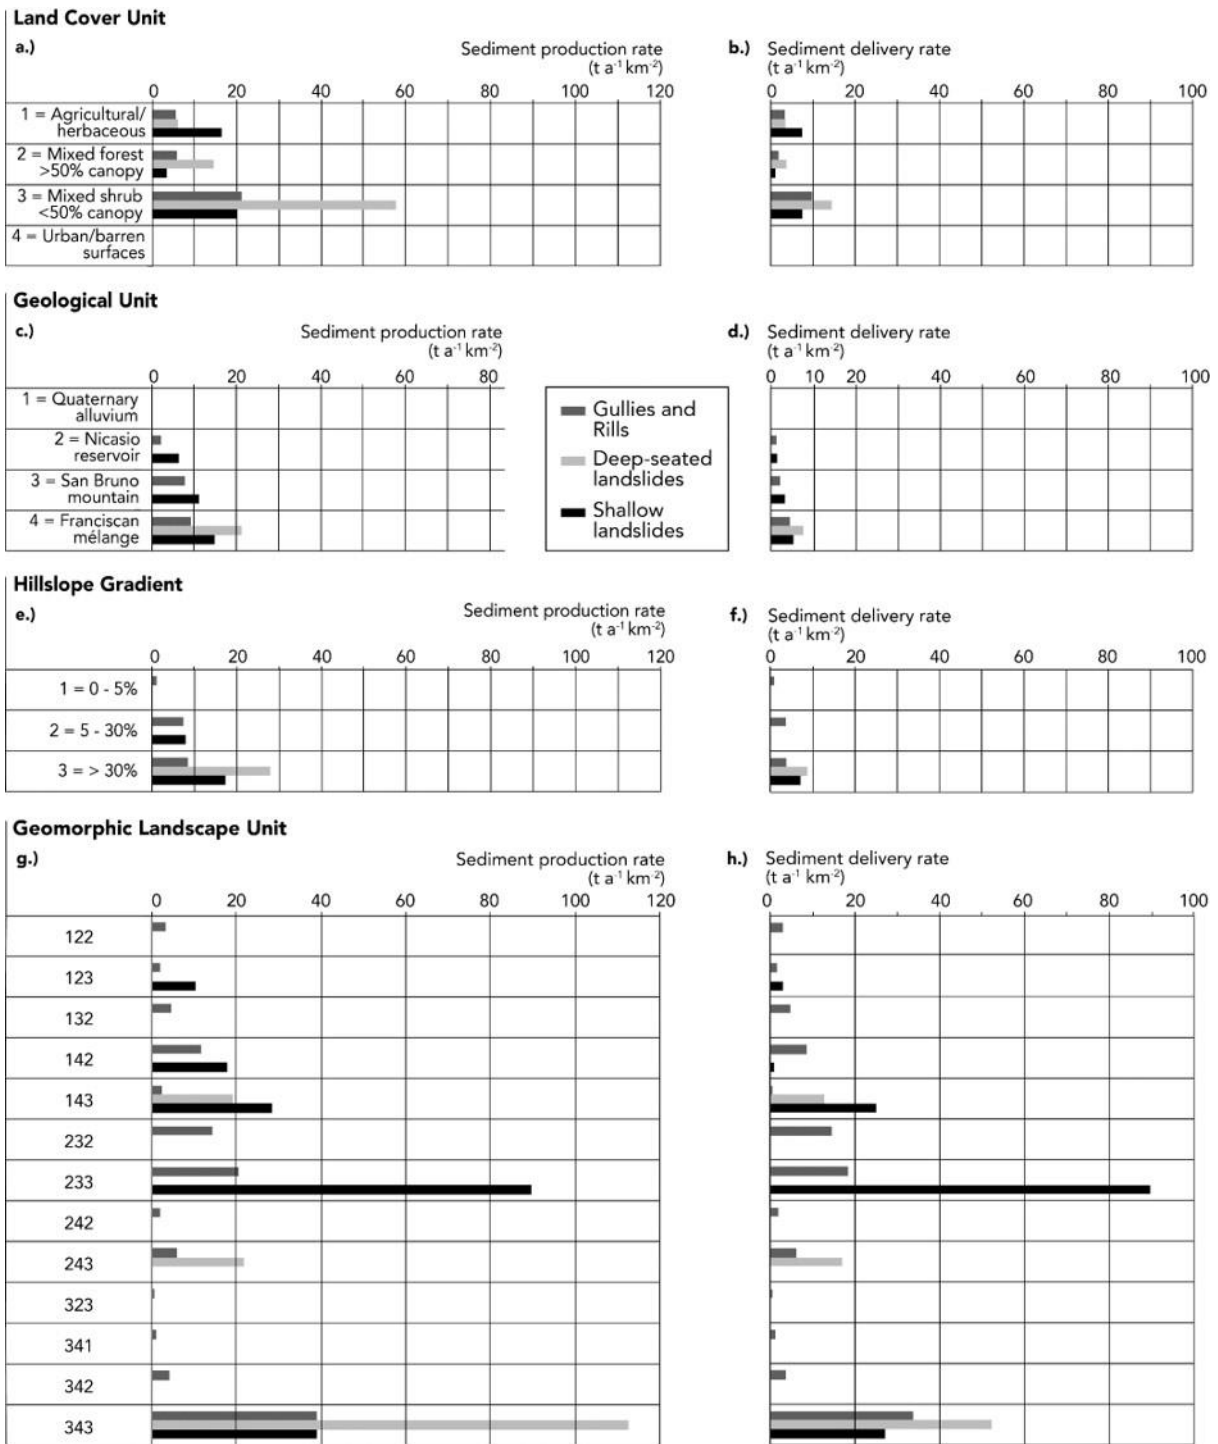 Land Cover Unit
a.)
Sediment production rate
(t a⁻¹ km⁻²)
0 20 40 60 80 100 120
b.) Sediment delivery rate
(t a⁻¹ km⁻²)
0 20 40 60 80 100
1 = Agricultural/
herbaceous
2 = Mixed forest
>50% canopy
3 = Mixed shrub
<50% canopy
4 = Urban/barren
surfaces
Geological Unit
c.)
Sediment production rate
(t a⁻¹ km⁻²)
0 20 40 60 80
d.) Sediment delivery rate
(t a⁻¹ km⁻²)
0 10 20 30 40 50 60 70 80 90 100
1 = Quaternary
alluvium
2 = Nicasio
reservoir
3 = San Bruno
mountain
4 = Franciscan
mélange
Gullies and
Rills
Deep-seated
landslides
Shallow
landslides
Hillslope Gradient
e.)
Sediment production rate
(t a⁻¹ km⁻²)
0 20 40 60 80 100 120
f.) Sediment delivery rate
(t a⁻¹ km⁻²)
0 20 40 60 80 100
1 = 0 - 5%
2 = 5 - 30%
3 = > 30%
Geomorphic Landscape Unit
g.)
Sediment production rate
(t a⁻¹ km⁻²)
0 20 40 60 80 100 120
h.) Sediment delivery rate
(t a⁻¹ km⁻²)
0 20 40 60 80 100
122
123
132
142
143
232
233
242
243
323
341
342
343